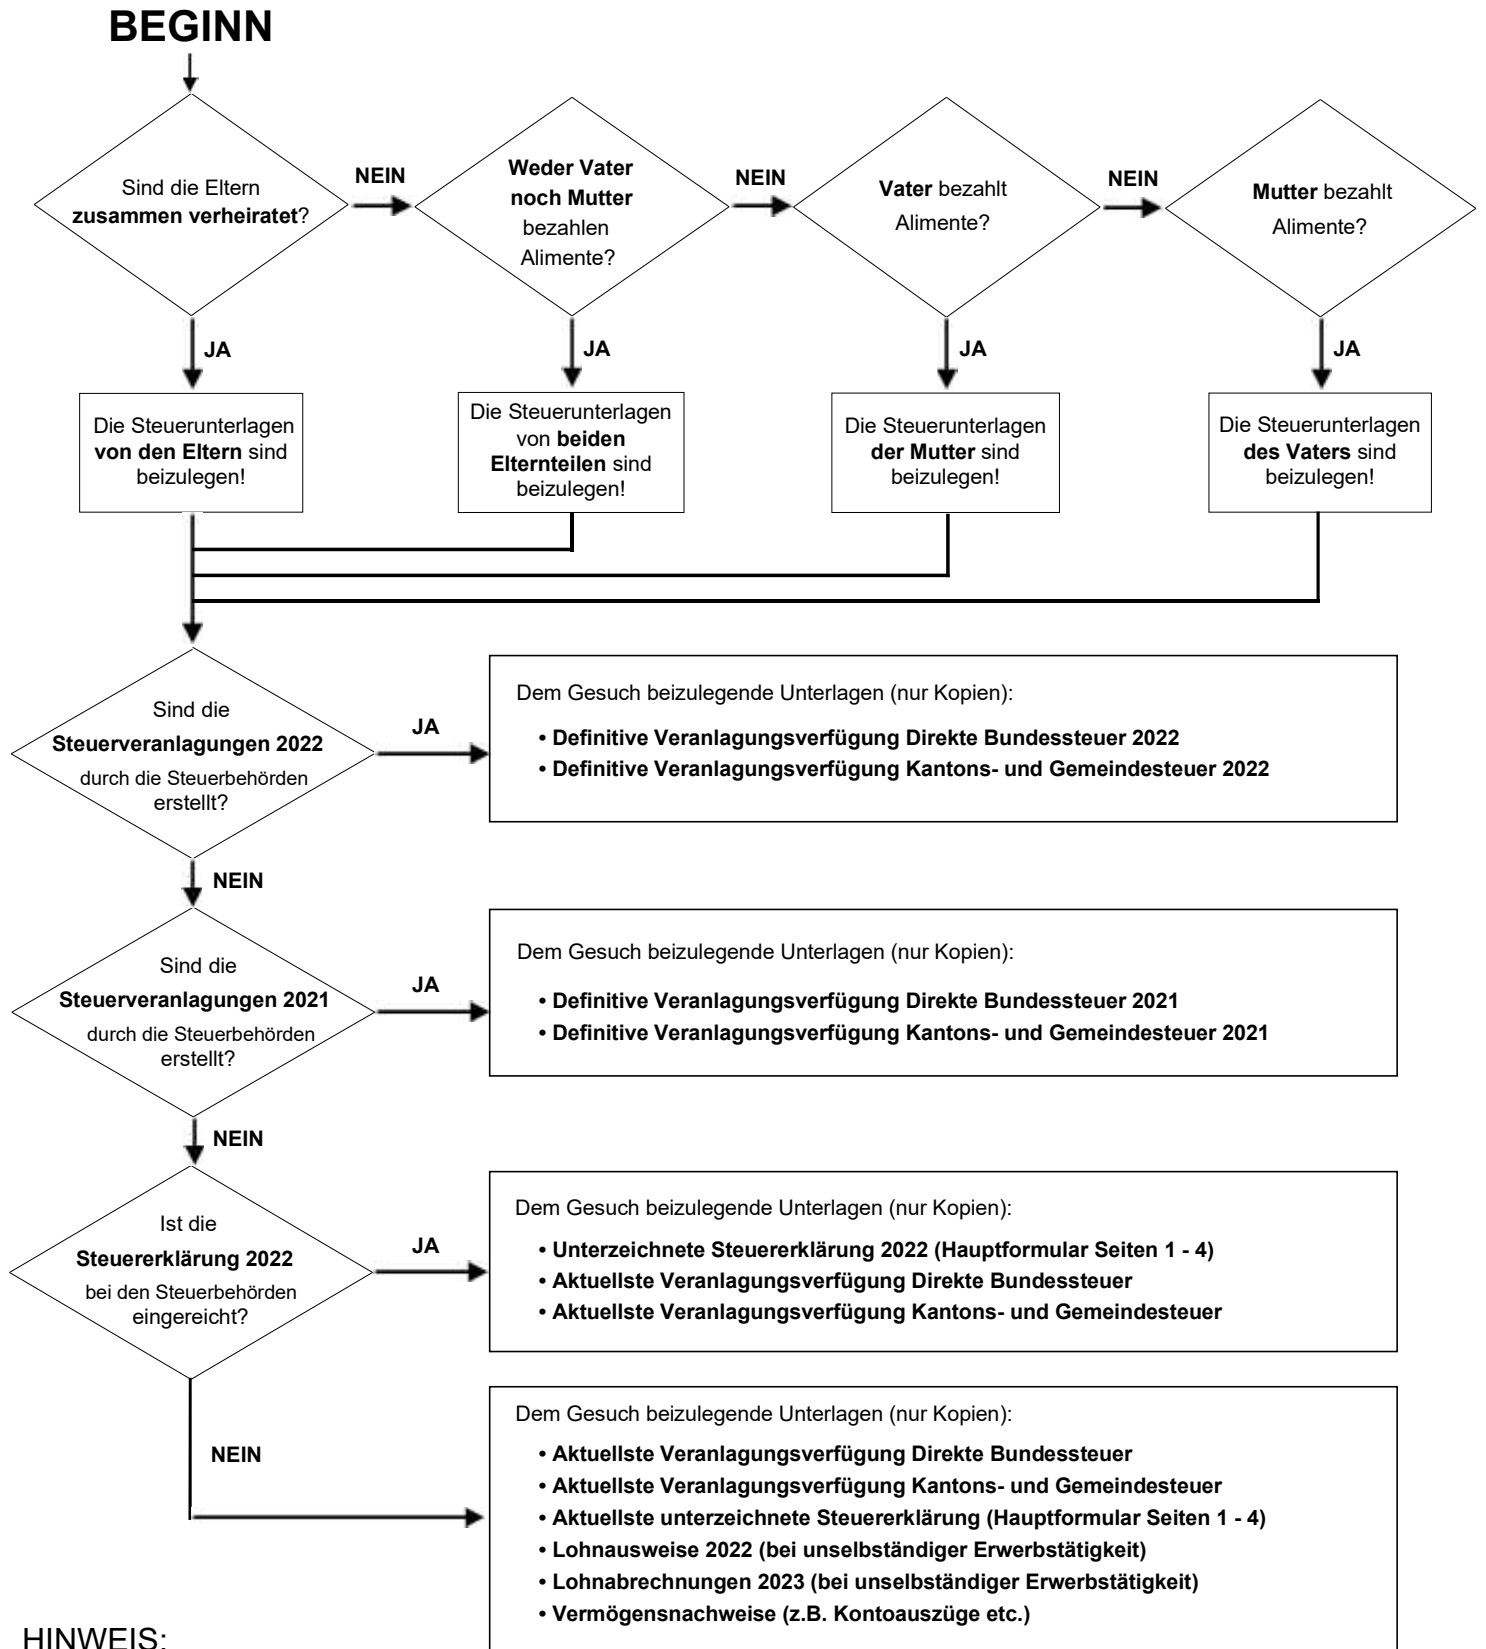 BEGINN
Sind die Eltern
zusammen verheiratet?
NEIN
Weder Vater
noch Mutter
bezahlen
Alimente?
NEIN
Vater bezahlt
Alimente?
NEIN
Mutter bezahlt
Alimente?
JA
JA
JA
JA
Die Steuerunterlagen
von den Eltern sind
beizulegen!
Die Steuerunterlagen
von beiden
Elternteilen sind
beizulegen!
Die Steuerunterlagen
der Mutter sind
beizulegen!
Die Steuerunterlagen
des Vaters sind
beizulegen!
Sind die
Steuerveranlagungen 2022
durch die Steuerbehörden
erstellt?
JA
Dem Gesuch beizulegende Unterlagen (nur Kopien):
• Definitive Veranlagungsverfügung Direkte Bundessteuer 2022
• Definitive Veranlagungsverfügung Kantons- und Gemeindesteuer 2022
NEIN
Sind die
Steuerveranlagungen 2021
durch die Steuerbehörden
erstellt?
JA
Dem Gesuch beizulegende Unterlagen (nur Kopien):
• Definitive Veranlagungsverfügung Direkte Bundessteuer 2021
• Definitive Veranlagungsverfügung Kantons- und Gemeindesteuer 2021
NEIN
Ist die
Steuererklärung 2022
bei den Steuerbehörden
eingereicht?
JA
Dem Gesuch beizulegende Unterlagen (nur Kopien):
• Unterzeichnete Steuererklärung 2022 (Hauptformular Seiten 1 - 4)
• Aktuellste Veranlagungsverfügung Direkte Bundessteuer
• Aktuellste Veranlagungsverfügung Kantons- und Gemeindesteuer
NEIN
Dem Gesuch beizulegende Unterlagen (nur Kopien):
• Aktuellste Veranlagungsverfügung Direkte Bundessteuer
• Aktuellste Veranlagungsverfügung Kantons- und Gemeindesteuer
• Aktuellste unterzeichnete Steuererklärung (Hauptformular Seiten 1 - 4)
• Lohnausweise 2022 (bei unselbständiger Erwerbstätigkeit)
• Lohnabrechnungen 2023 (bei unselbständiger Erwerbstätigkeit)
• Vermögensnachweise (z.B. Kontoauszüge etc.)
HINWEIS: